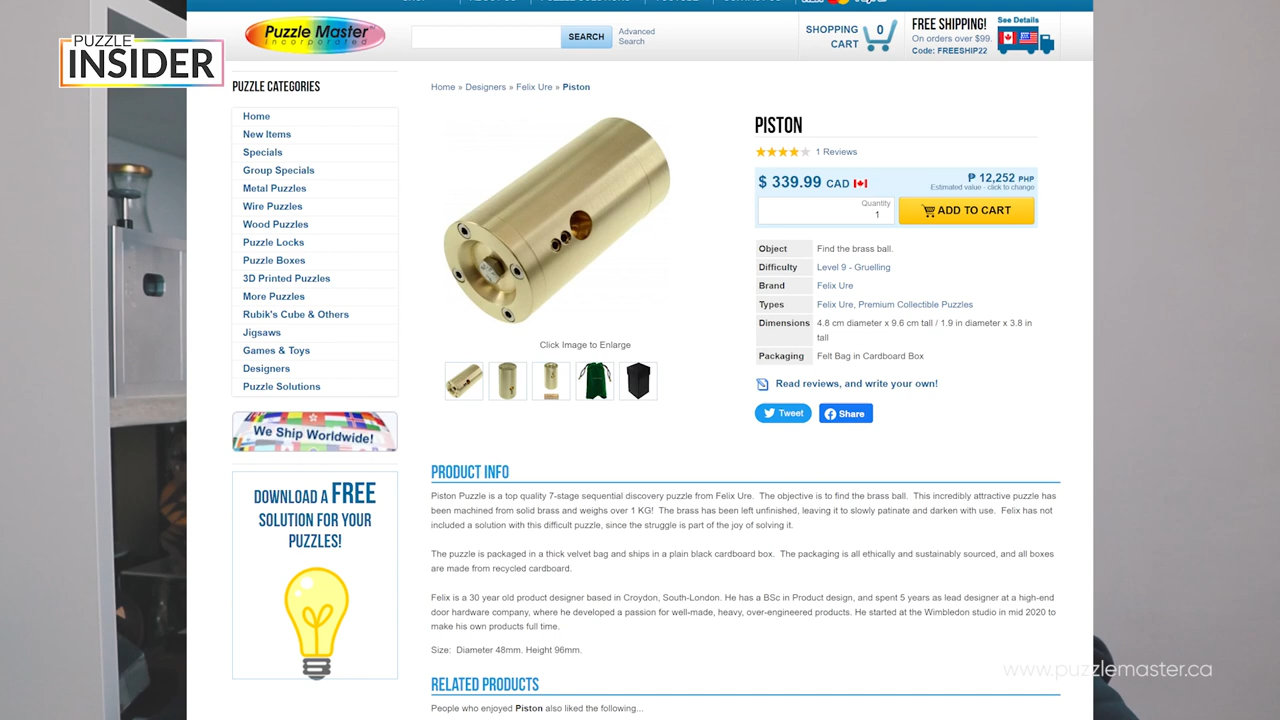 PUZZLE
INSIDER
Puzzle Master
Incorporated
SEARCH
Advanced
Search
SHOPPING
CART
0
FREE SHIPPING!
On orders over $99.
Code: FREESHIP22
See Details
PUZZLE CATEGORIES
Home
New Items
Specials
Group Specials
Metal Puzzles
Wire Puzzles
Wood Puzzles
Puzzle Locks
Puzzle Boxes
3D Printed Puzzles
More Puzzles
Rubik's Cube & Others
Jigsaws
Games & Toys
Designers
Puzzle Solutions
We Ship Worldwide!
DOWNLOAD A FREE
SOLUTION FOR YOUR
PUZZLES!
Home » Designers » Felix Ure » Piston
Click Image to Enlarge
PISTON
1 Reviews
$ 339.99 CAD
₱ 12,252 PHP
Estimated value - click to change
Quantity
1
ADD TO CART
Object Find the brass ball.
Difficulty Level 9 - Gruelling
Brand Felix Ure
Types Felix Ure, Premium Collectible Puzzles
Dimensions 4.8 cm diameter x 9.6 cm tall / 1.9 in diameter x 3.8 in
tall
Packaging Felt Bag in Cardboard Box
Read reviews, and write your own!
Tweet
Share
PRODUCT INFO
Piston Puzzle is a top quality 7-stage sequential discovery puzzle from Felix Ure. The objective is to find the brass ball. This incredibly attractive puzzle has
been machined from solid brass and weighs over 1 KG! The brass has been left unfinished, leaving it to slowly patinate and darken with use. Felix has not
included a solution with this difficult puzzle, since the struggle is part of the joy of solving it.
The puzzle is packaged in a thick velvet bag and ships in a plain black cardboard box. The packaging is all ethically and sustainably sourced, and all boxes
are made from recycled cardboard.
Felix is a 30 year old product designer based in Croydon, South-London. He has a BSc in Product design, and spent 5 years as lead designer at a high-end
door hardware company, where he developed a passion for well-made, heavy, over-engineered products. He started at the Wimbledon studio in mid 2020 to
make his own products full time.
Size: Diameter 48mm. Height 96mm.
www.puzzlemaster.ca
RELATED PRODUCTS
People who enjoyed Piston also liked the following...